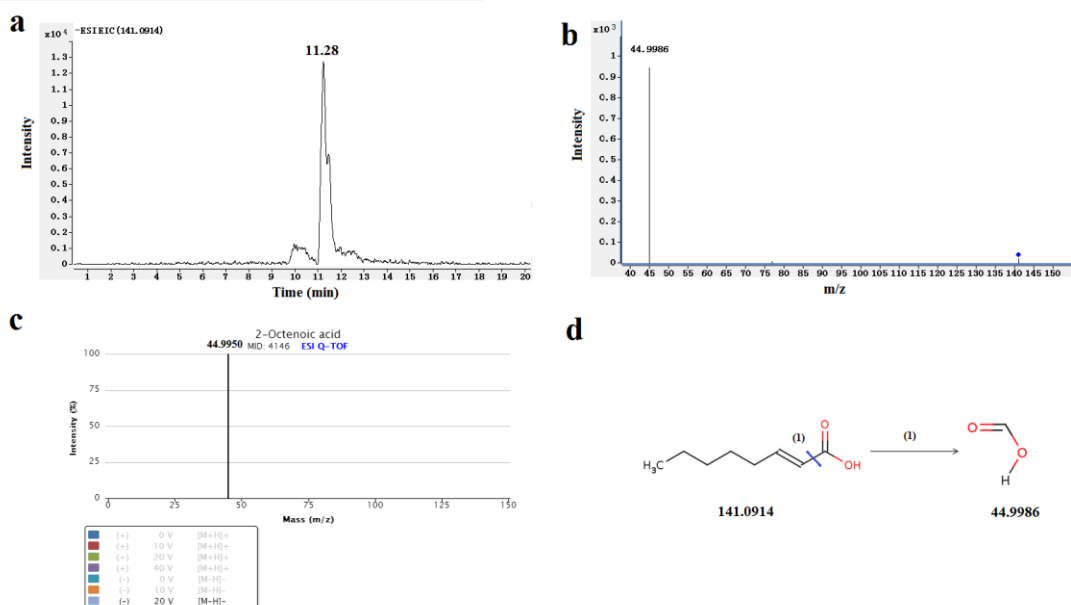 a
x10⁴
-ESI EIC(141.0914)
11.28
1.3
1.2
1.1
1
0.9
0.8
0.7
0.6
0.5
0.4
0.3
0.2
0.1
0
Intensity
1 2 3 4 5 6 7 8 9 10 11 12 13 14 15 16 17 18 19 20
Time (min)
b
x10³
44.9986
1
0.9
0.8
0.7
0.6
0.5
0.4
0.3
0.2
0.1
0
Intensity
40 45 50 55 60 65 70 75 80 85 90 95 100 105 110 115 120 125 130 135 140 145 150
m/z
c
2-Octenoic acid
44.9950 MID: 4146 ESI Q-TOF
100
75
50
25
0
Intensity (%)
0 25 50 75 100 125 150
Mass (m/z)
(+) 0 V [M+H]+
(+) 10 V [M+H]+
(+) 20 V [M+H]+
(+) 40 V [M+H]+
(-) 0 V [M-H]-
(-) 10 V [M-H]-
(-) 20 V [M-H]-
d
H₃C
(1)
O
OH
(1)
O
O
H
141.0914
44.9986